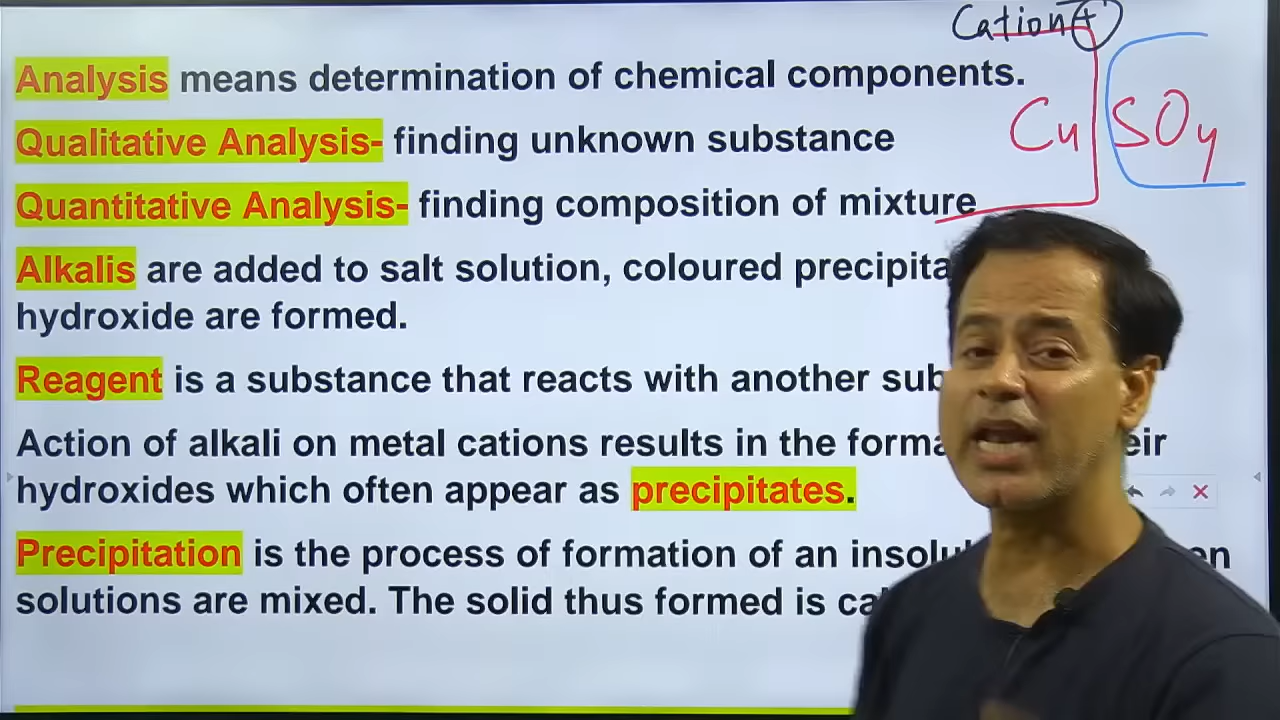 Cation +
Analysis means determination of chemical components.
Cu SO4
Qualitative Analysis- finding unknown substance
Quantitative Analysis- finding composition of mixture
Alkalis are added to salt solution, coloured precipita
hydroxide are formed.
Reagent is a substance that reacts with another sub
Action of alkali on metal cations results in the forma eir
hydroxides which often appear as precipitates.
Precipitation is the process of formation of an insolu en
solutions are mixed. The solid thus formed is ca